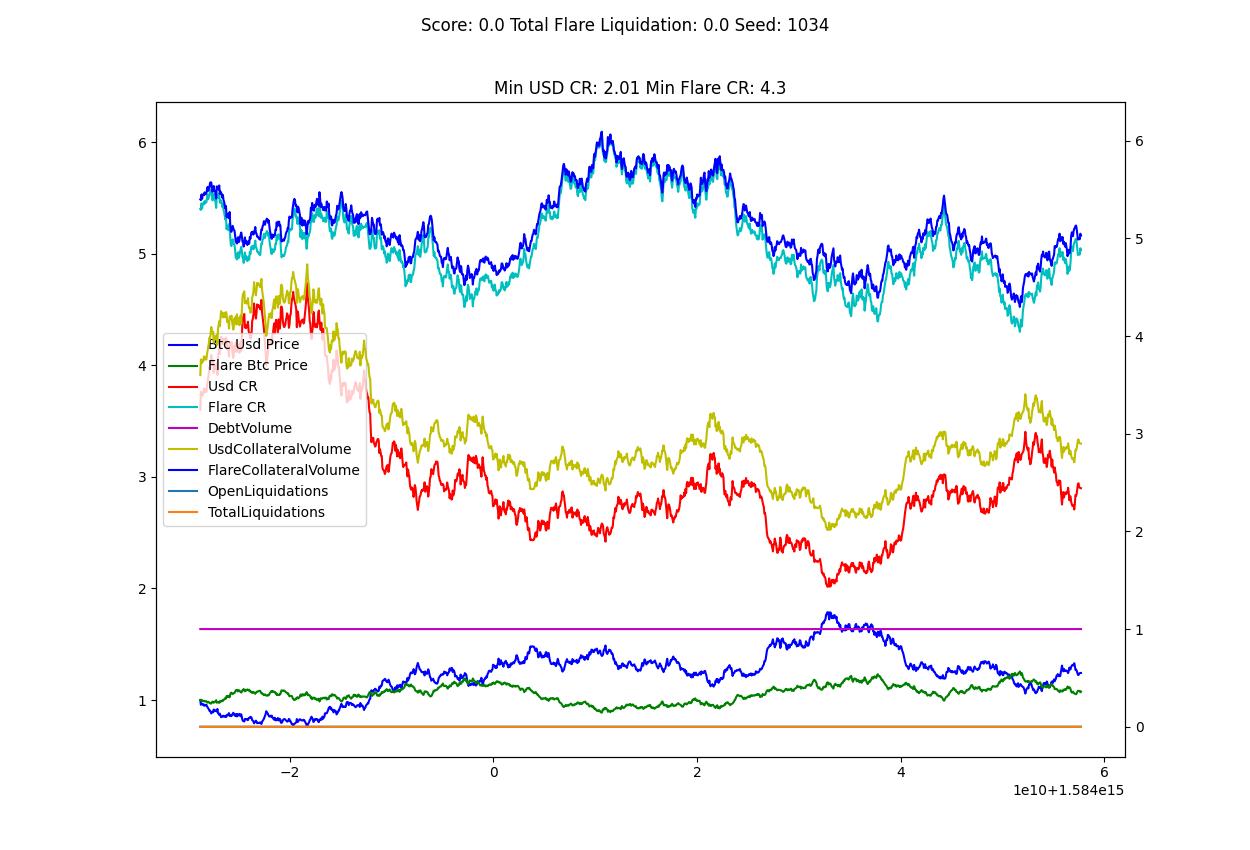 Score: 0.0 Total Flare Liquidation: 0.0 Seed: 1034
Min USD CR: 2.01 Min Flare CR: 4.3
6
5
4
3
2
1
6
5
4
3
2
1
0
Btc Usd Price
Flare Btc Price
Usd CR
Flare CR
DebtVolume
UsdCollateralVolume
FlareCollateralVolume
OpenLiquidations
TotalLiquidations
−2
0
2
4
6
1e10+1.584e15